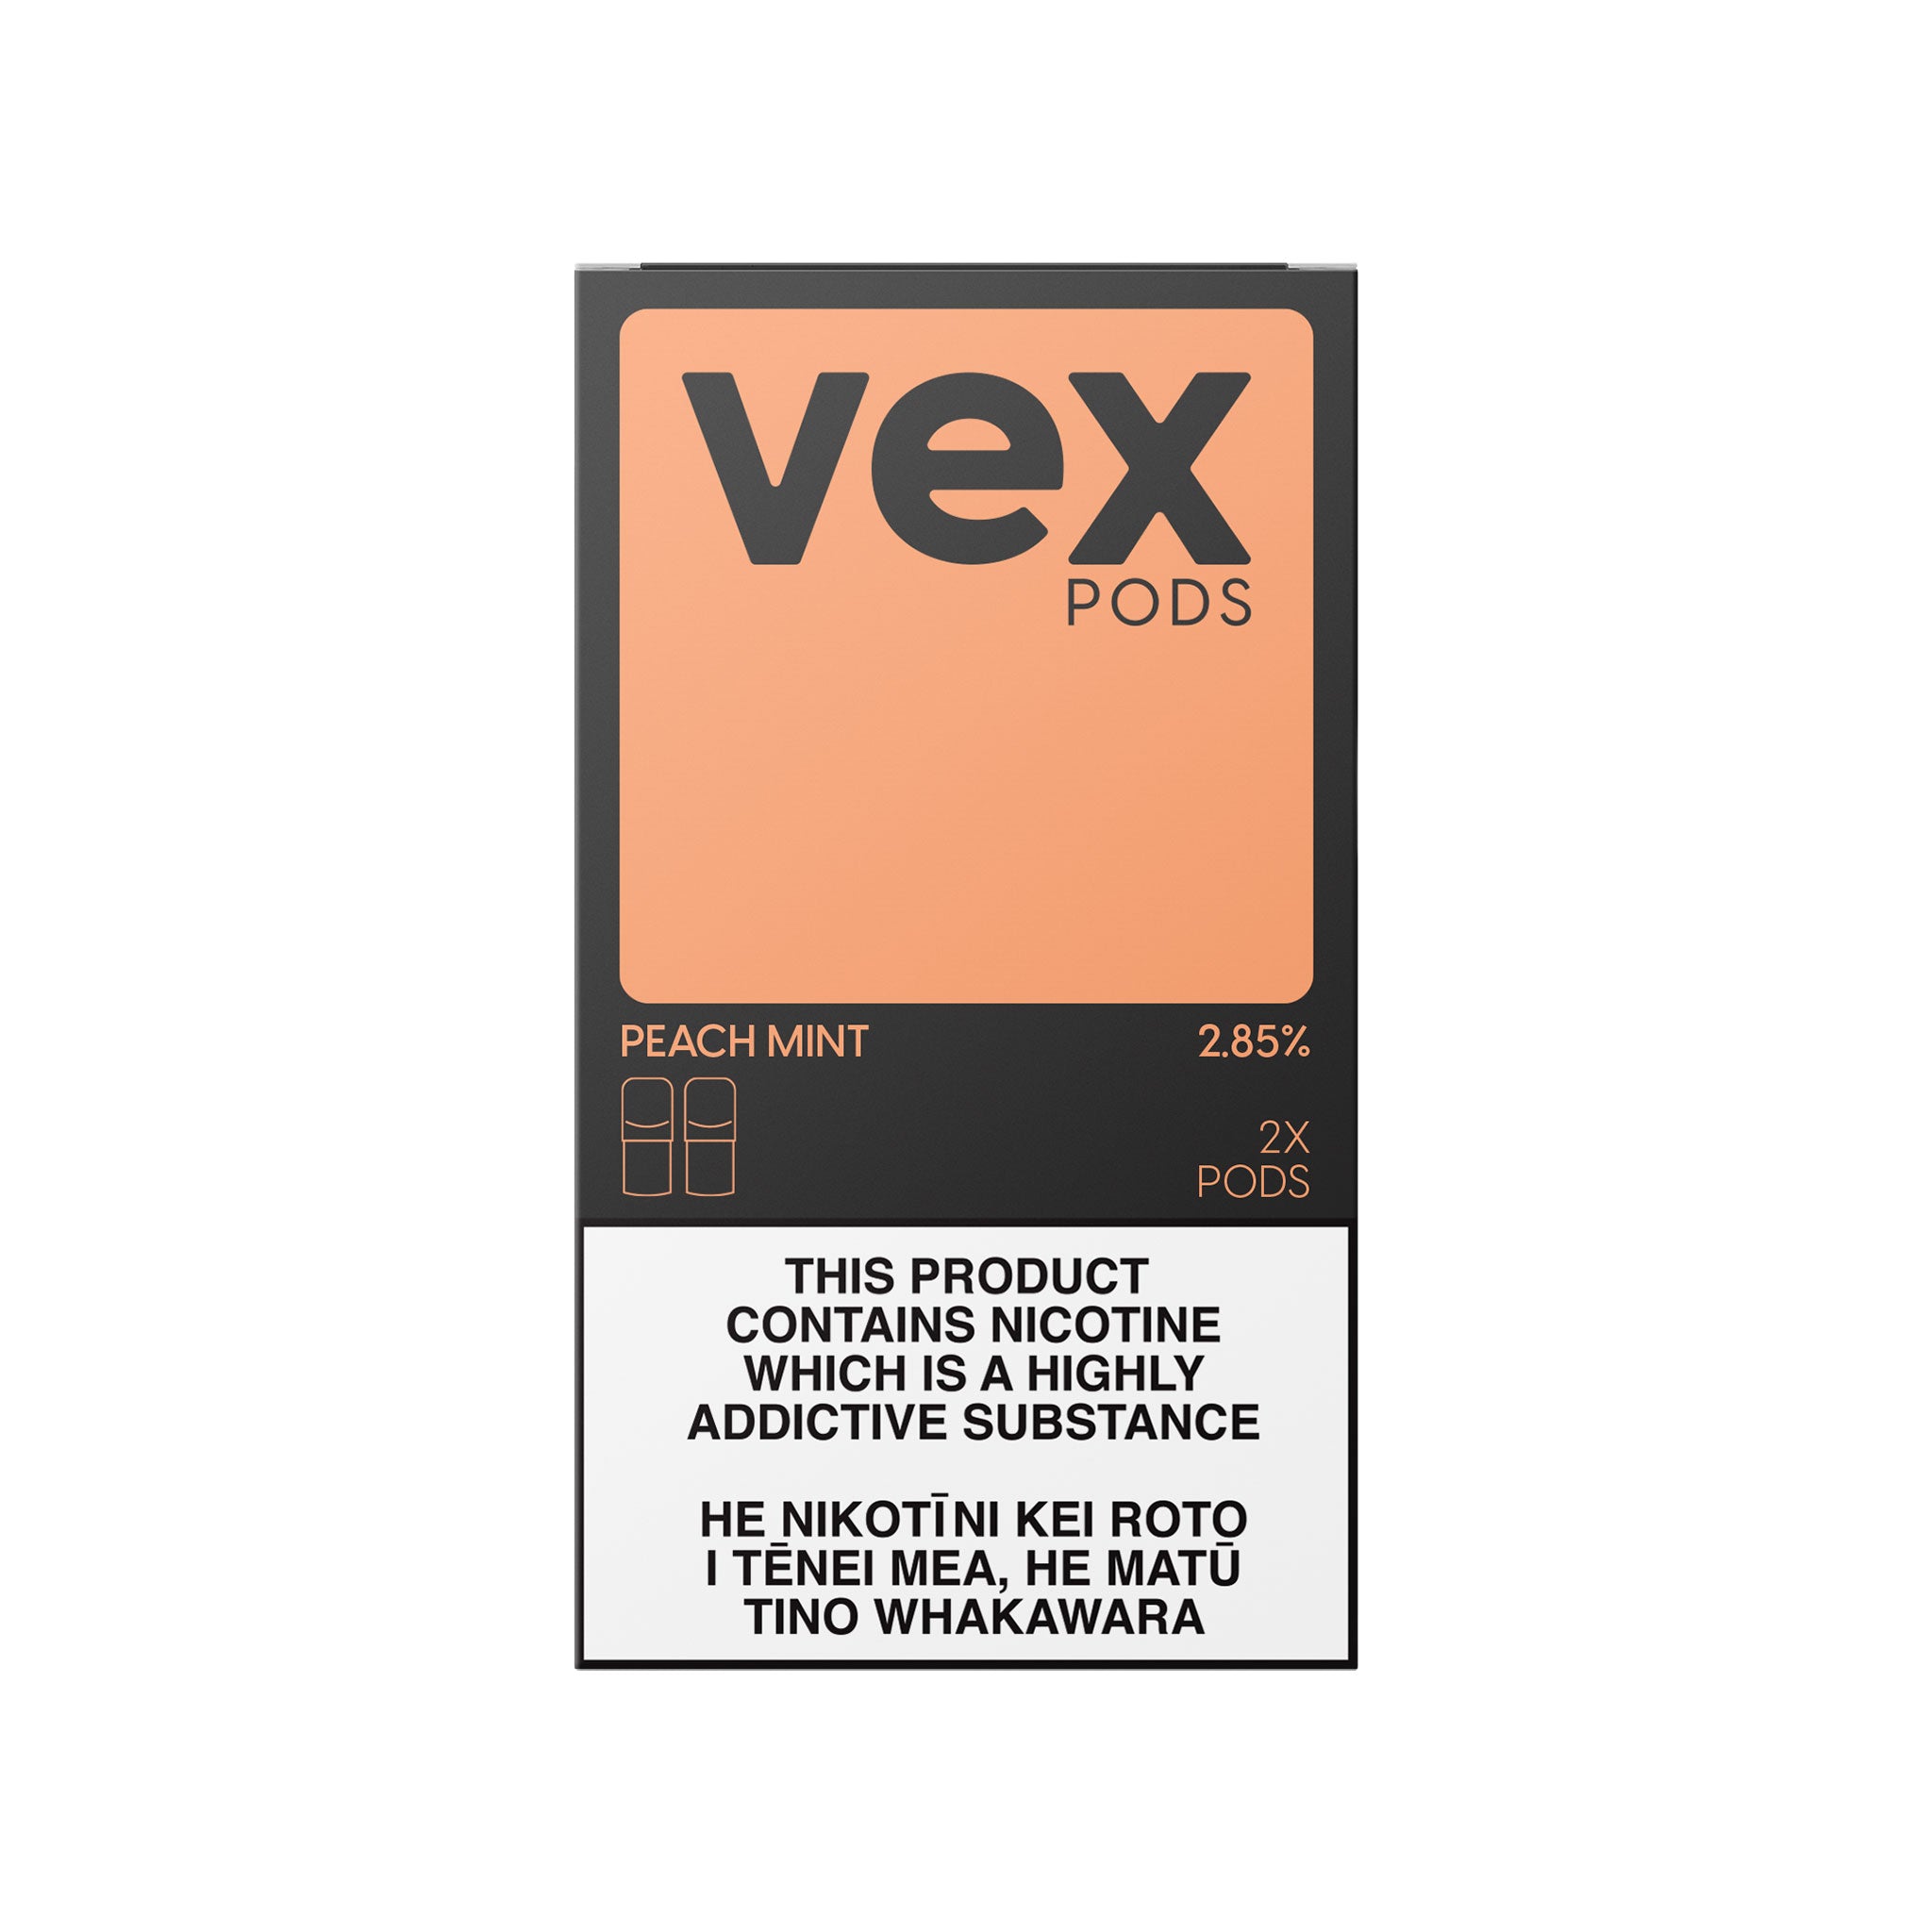 vex
PODS
PEACH MINT
2.85%
2X
PODS
THIS PRODUCT
CONTAINS NICOTINE
WHICH IS A HIGHLY
ADDICTIVE SUBSTANCE
HE NIKOTĪNI KEI ROTO
I TĒNEI MEA, HE MATŪ
TINO WHAKAWARA